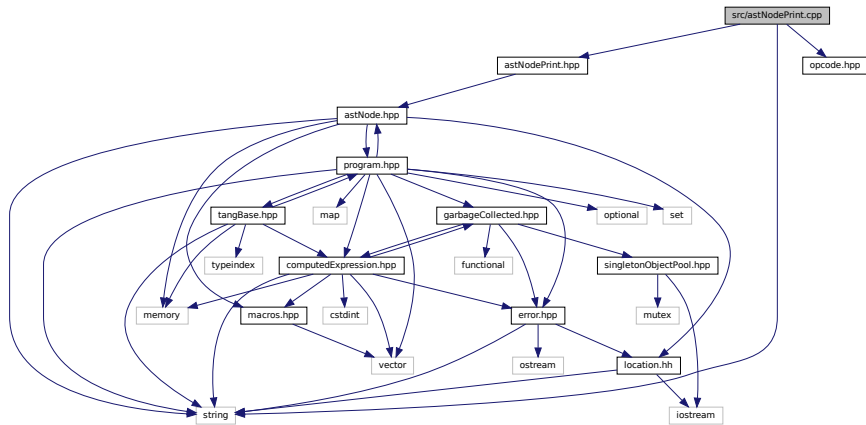 src/astNodePrint.cpp
astNodePrint.hpp
opcode.hpp
astNode.hpp
program.hpp
tangBase.hpp
map
garbageCollected.hpp
optional
set
typeindex
computedExpression.hpp
functional
singletonObjectPool.hpp
memory
macros.hpp
cstdint
error.hpp
mutex
vector
ostream
location.hh
string
iostream